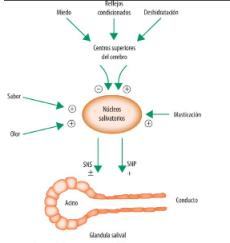 Reflejos
Miedo condicionados Deshidratación
Centros superiores
del cerebro
− +
Sabor
+
Núcleos
salivatorios
Masticación
+
Olor
+
SNS SNP
± +
Acino
Conducto
Glándula salival